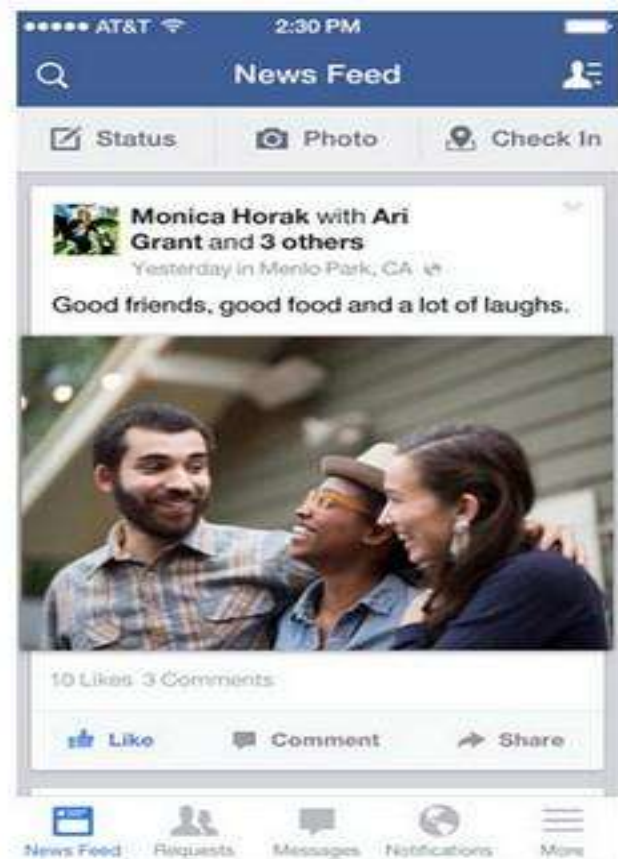 AT&T 2:30 PM
News Feed
Status Photo Check In
Monica Horak with Ari
Grant and 3 others
Yesterday in Menlo Park, CA
Good friends, good food and a lot of laughs.
10 Likes 3 Comments
Like Comment Share
News Feed Requests Messages Notifications More